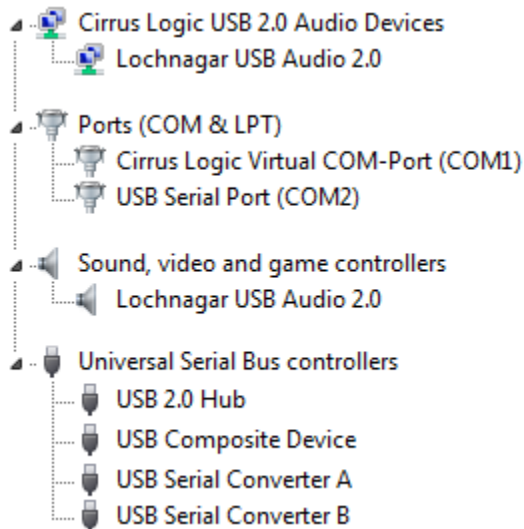 Cirrus Logic USB 2.0 Audio Devices
Lochnagar USB Audio 2.0
Ports (COM & LPT)
Cirrus Logic Virtual COM-Port (COM1)
USB Serial Port (COM2)
Sound, video and game controllers
Lochnagar USB Audio 2.0
Universal Serial Bus controllers
USB 2.0 Hub
USB Composite Device
USB Serial Converter A
USB Serial Converter B